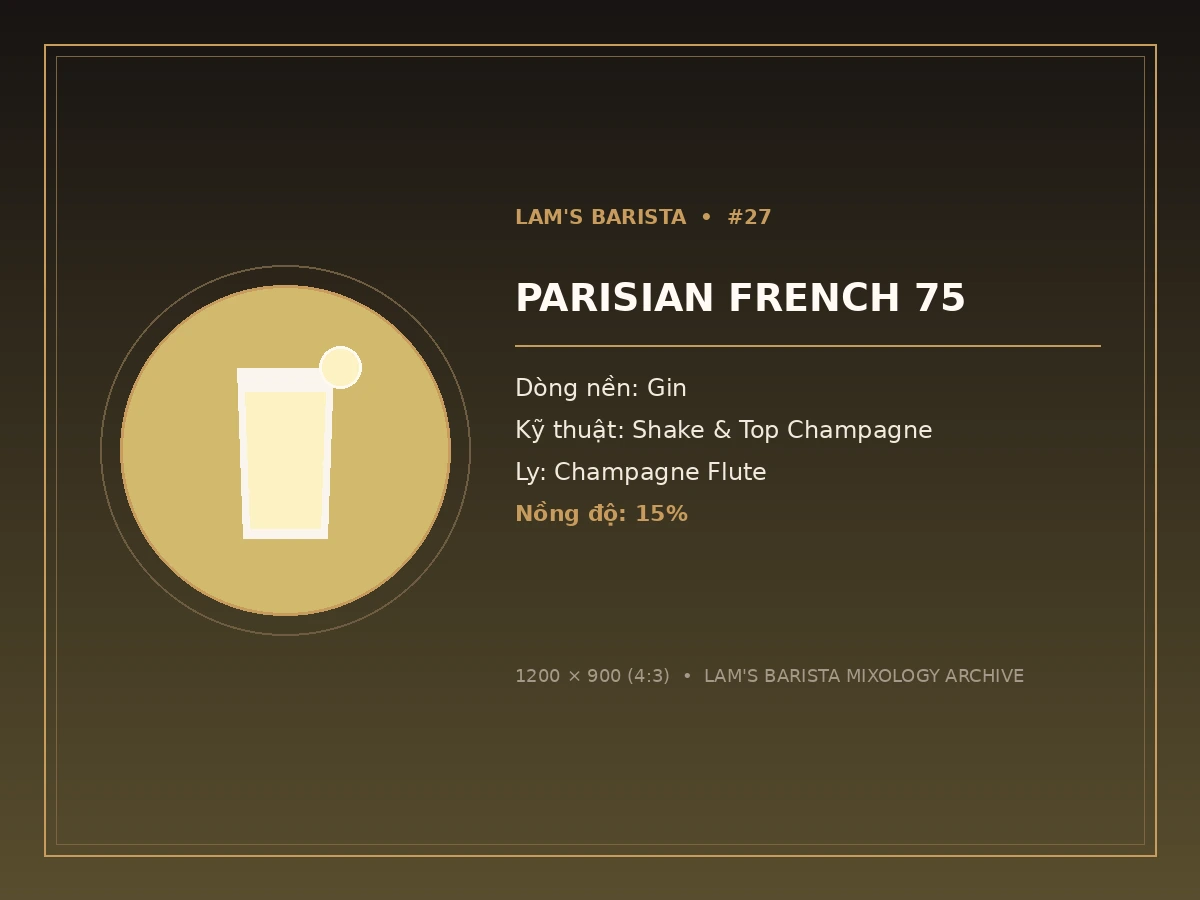 LAM'S BARISTA • #27
PARISIAN FRENCH 75
Dòng nền: Gin
Kỹ thuật: Shake & Top Champagne
Ly: Champagne Flute
Nồng độ: 15%
1200 × 900 (4:3) • LAM'S BARISTA MIXOLOGY ARCHIVE